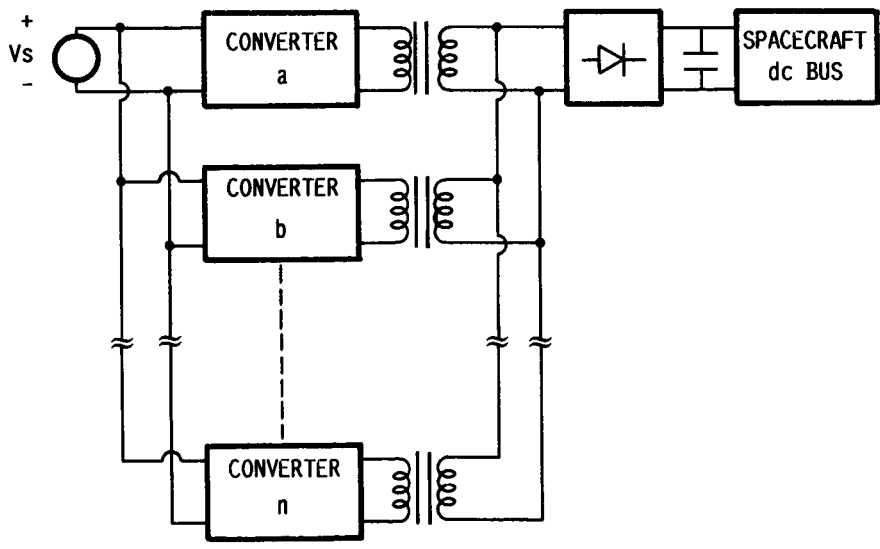 +
Vs
-
CONVERTER
a
SPACECRAFT
dc BUS
CONVERTER
b
CONVERTER
n